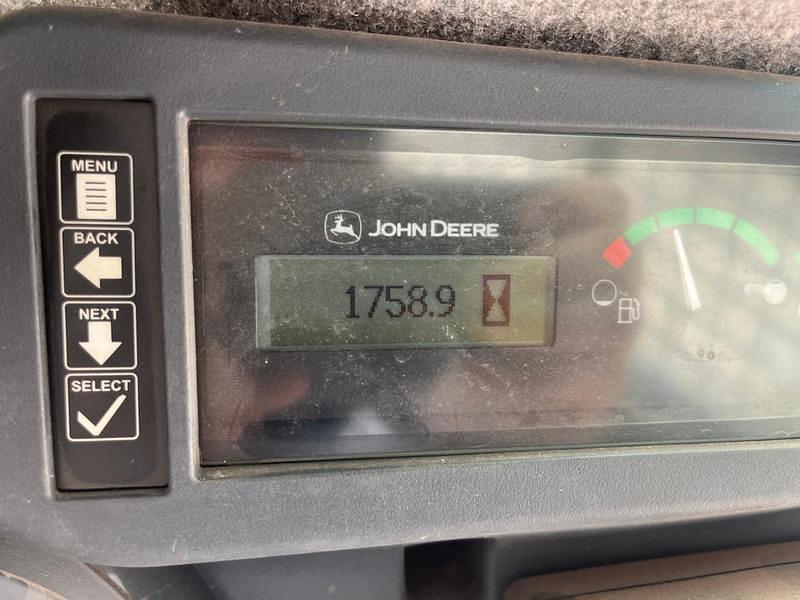 MENU
BACK
NEXT
SELECT
JOHN DEERE
1758.9